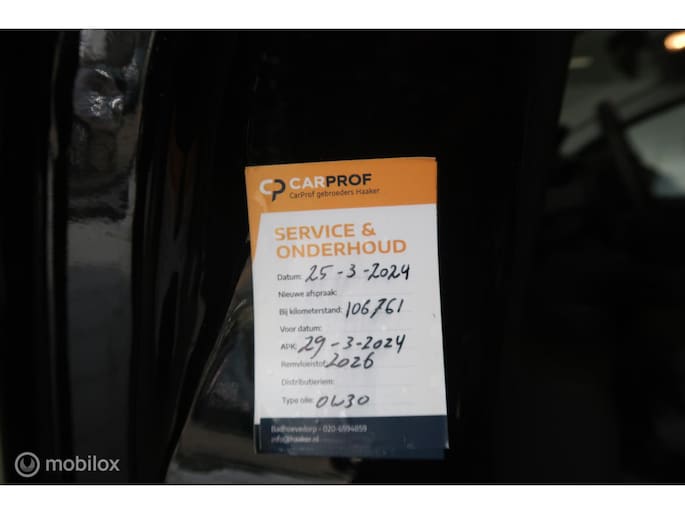 CP CARPROF
CarProf gebroeders Haaker
SERVICE &
ONDERHOUD
Datum: 25-3-2024
Nieuwe afspraak:
Bij kilometerstand: 106761
Voor datum:
APK: 29-3-2024
Remvloeistof: 2026
Distributieriem:
Type olie: 0W30
Badhoevedorp - 020-6594859
info@haaker.nl
mobilox